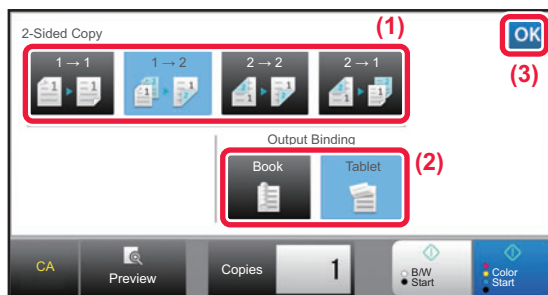 2-Sided Copy
(1)
OK
1 → 1
1 → 2
2 → 2
2 → 1
(3)
Output Binding
Book
Tablet
(2)
CA
Preview
Copies
1
B/W
Start
Color
Start